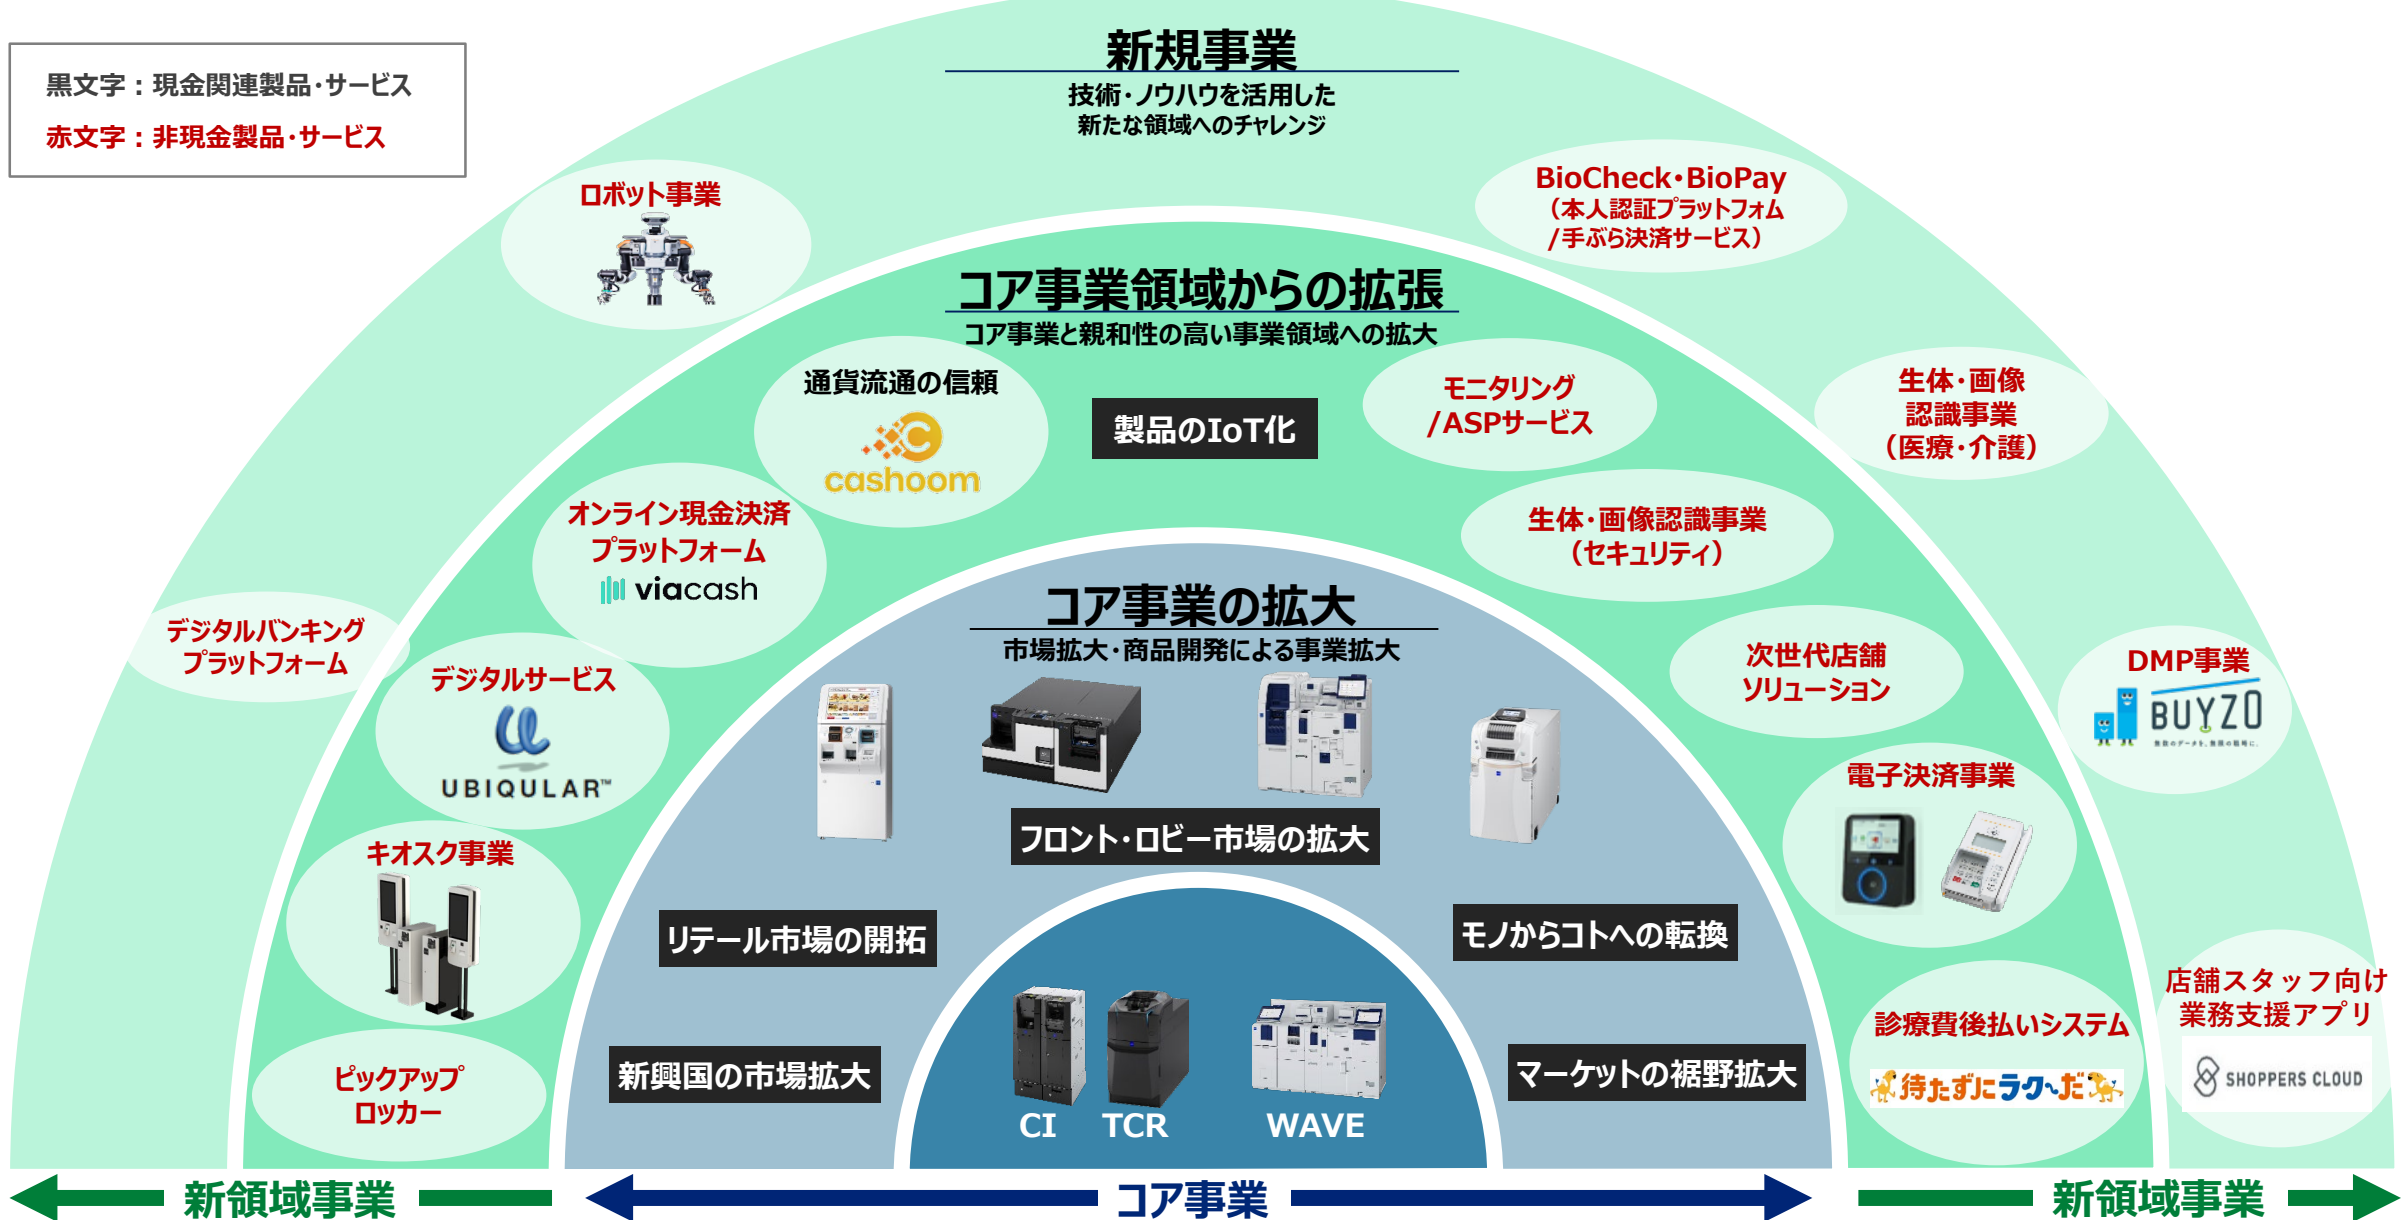 黒文字：現金関連製品・サービス
赤文字：非現金製品・サービス
新規事業
技術・ノウハウを活用した
新たな領域へのチャレンジ
ロボット事業
BioCheck・BioPay
（本人認証プラットフォーム
/手ぶら決済サービス）
コア事業領域からの拡張
コア事業と親和性の高い事業領域への拡大
通貨流通の信頼
cashoom
製品のIoT化
モニタリング
/ASPサービス
生体・画像
認識事業
（医療・介護）
オンライン現金決済
プラットフォーム
viacash
生体・画像認識事業
（セキュリティ）
コア事業の拡大
市場拡大・商品開発による事業拡大
デジタルバンキング
プラットフォーム
デジタルサービス
UBIQULAR™
次世代店舗
ソリューション
DMP事業
BUYZO
無数のデータを、無限の戦略に。
フロント・ロビー市場の拡大
電子決済事業
キオスク事業
リテール市場の開拓
モノからコトへの転換
店舗スタッフ向け
業務支援アプリ
SHOPPERS CLOUD
診療費後払いシステム
待たずにラク〜だ
ピックアップ
ロッカー
新興国の市場拡大
マーケットの裾野拡大
CI
TCR
WAVE
新領域事業
コア事業
新領域事業